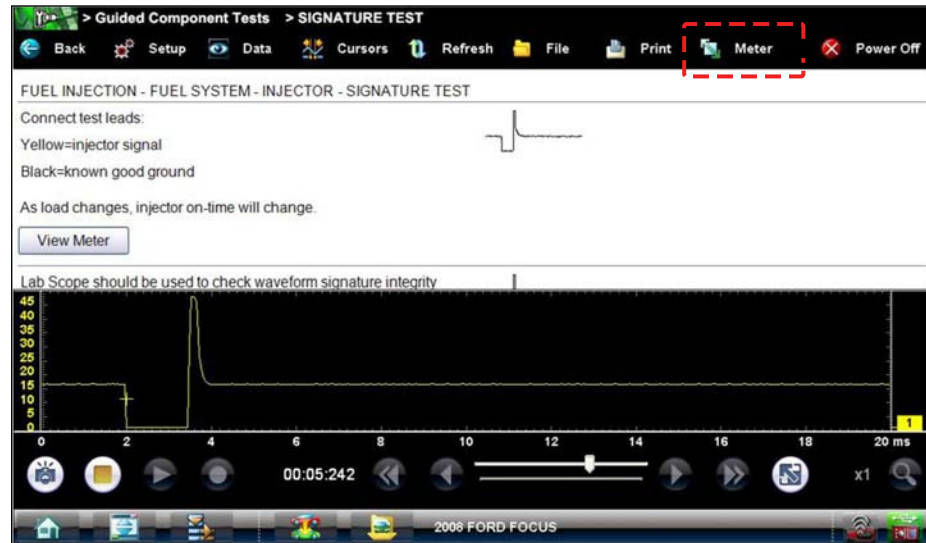 > Guided Component Tests > SIGNATURE TEST
Back Setup Data Cursors Refresh File Print Meter Power Off
FUEL INJECTION - FUEL SYSTEM - INJECTOR - SIGNATURE TEST
Connect test leads:
Yellow=injector signal
Black=known good ground
As load changes, injector on-time will change.
View Meter
Lab Scope should be used to check waveform signature integrity
45
40
35
30
25
20
15
10
5
0
1
0 2 4 6 8 10 12 14 16 18 20 ms
00:05:242 x1
2008 FORD FOCUS